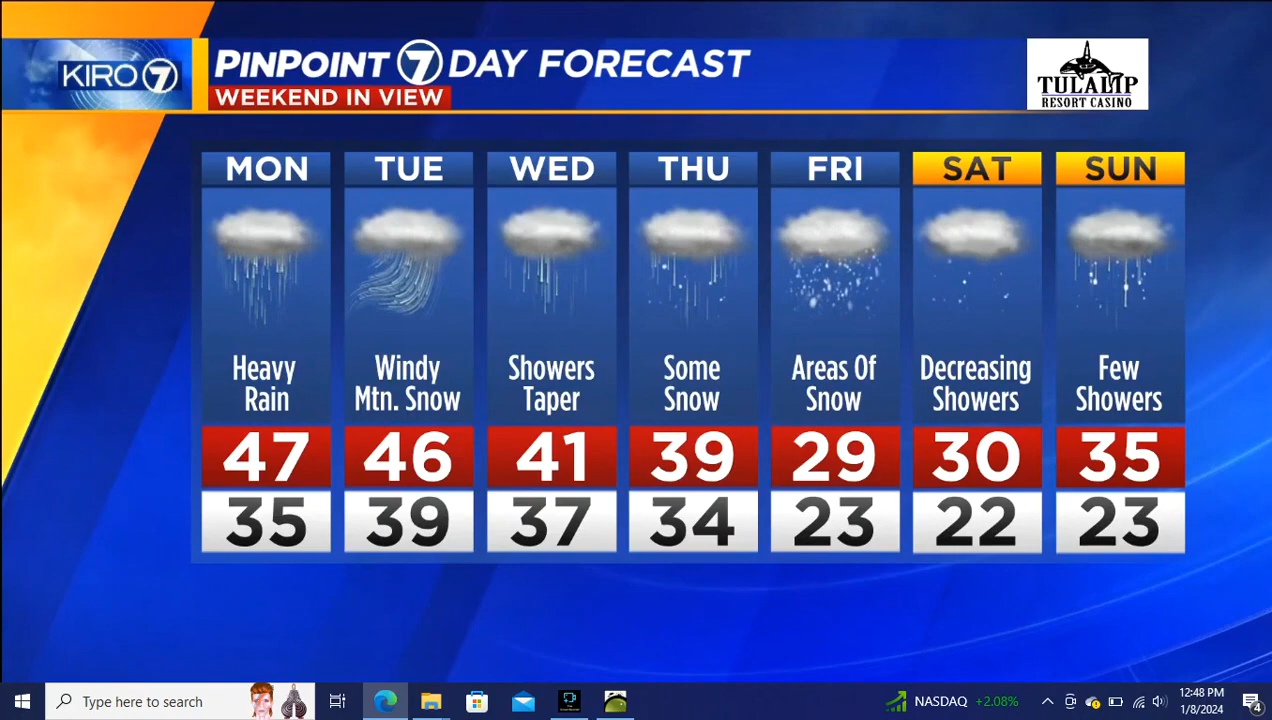 KIRO 7
PINPOINT 7 DAY FORECAST
WEEKEND IN VIEW
TULALIP
RESORT CASINO
MON TUE WED THU FRI SAT SUN
Heavy Windy Showers Some Areas Of Decreasing Few
Rain Mtn. Snow Taper Snow Snow Showers Showers
47 46 41 39 29 30 35
35 39 37 34 23 22 23
Type here to search
NASDAQ +2.08%
12:48 PM
1/8/2024
4